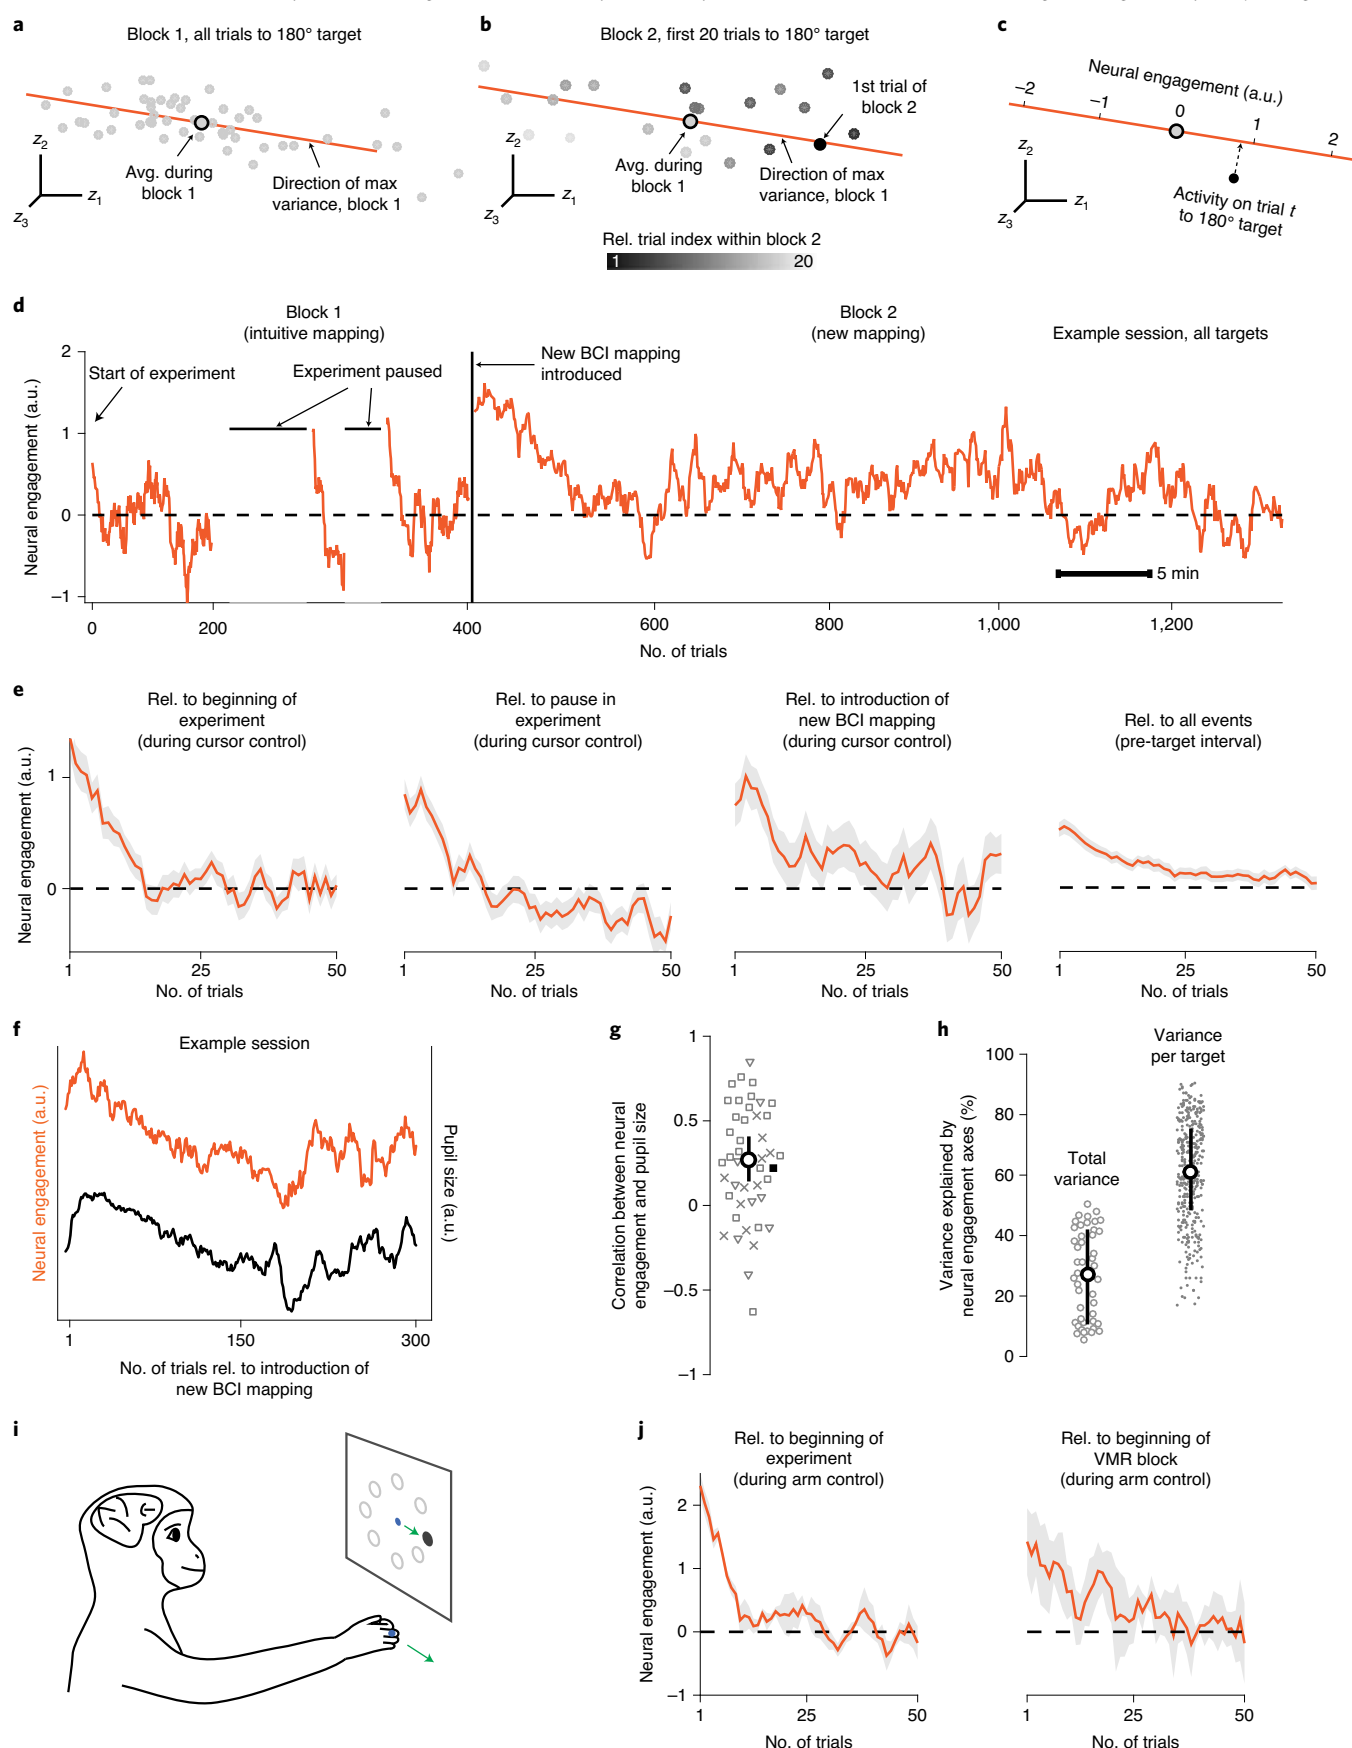 a
Block 1, all trials to 180° target
z2
z1
z3
Avg. during
block 1
Direction of max
variance, block 1
b
Block 2, first 20 trials to 180° target
1st trial of
block 2
z2
z1
z3
Avg. during
block 1
Direction of max
variance, block 1
Rel. trial index within block 2
1
20
c
Neural engagement (a.u.)
−2
−1
0
1
2
z2
z1
z3
Activity on trial t
to 180° target
d
Block 1
(intuitive mapping)
Block 2
(new mapping)
Example session, all targets
Start of experiment
Experiment paused
New BCI mapping
introduced
Neural engagement (a.u.)
2
1
0
−1
5 min
0
200
400
600
800
1,000
1,200
No. of trials
e
Rel. to beginning of
experiment
(during cursor control)
Rel. to pause in
experiment
(during cursor control)
Rel. to introduction of
new BCI mapping
(during cursor control)
Rel. to all events
(pre-target interval)
Neural engagement (a.u.)
1
0
1
25
50
No. of trials
1
25
50
No. of trials
1
25
50
No. of trials
1
25
50
No. of trials
f
Example session
Neural engagement (a.u.)
Pupil size (a.u.)
1
150
300
No. of trials rel. to introduction of
new BCI mapping
g
Correlation between neural
engagement and pupil size
1
0.5
0
−0.5
−1
h
Variance explained by
neural engagement axes (%)
100
80
60
40
20
0
Total
variance
Variance
per target
i
j
Rel. to beginning of
experiment
(during arm control)
Rel. to beginning of
VMR block
(during arm control)
Neural engagement (a.u.)
2
1
0
−1
1
25
50
No. of trials
1
25
50
No. of trials